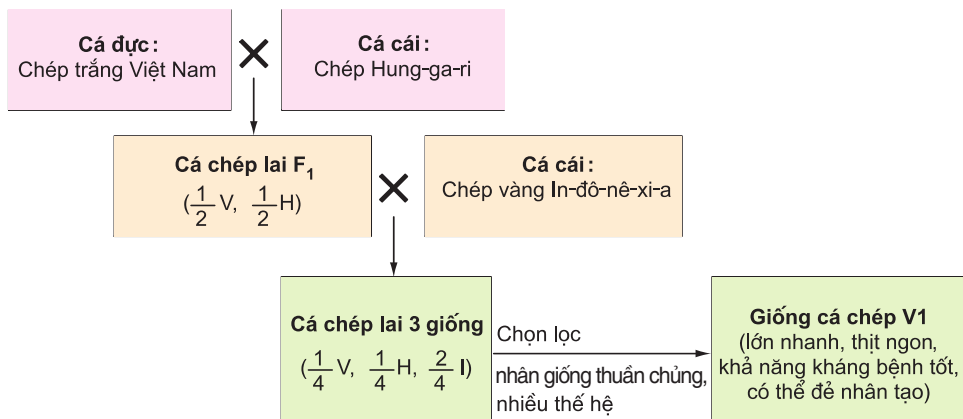 Cá đực:
Chép trắng Việt Nam
Cá cái:
Chép Hung-ga-ri
Cá chép lai F₁
(1/2 V, 1/2 H)
Cá cái:
Chép vàng In-đô-nê-xi-a
Cá chép lai 3 giống
(1/4 V, 1/4 H, 2/4 I)
Chọn lọc
nhân giống thuần chủng,
nhiều thế hệ
Giống cá chép V1
(lớn nhanh, thịt ngon,
khả năng kháng bệnh tốt,
có thể đẻ nhân tạo)